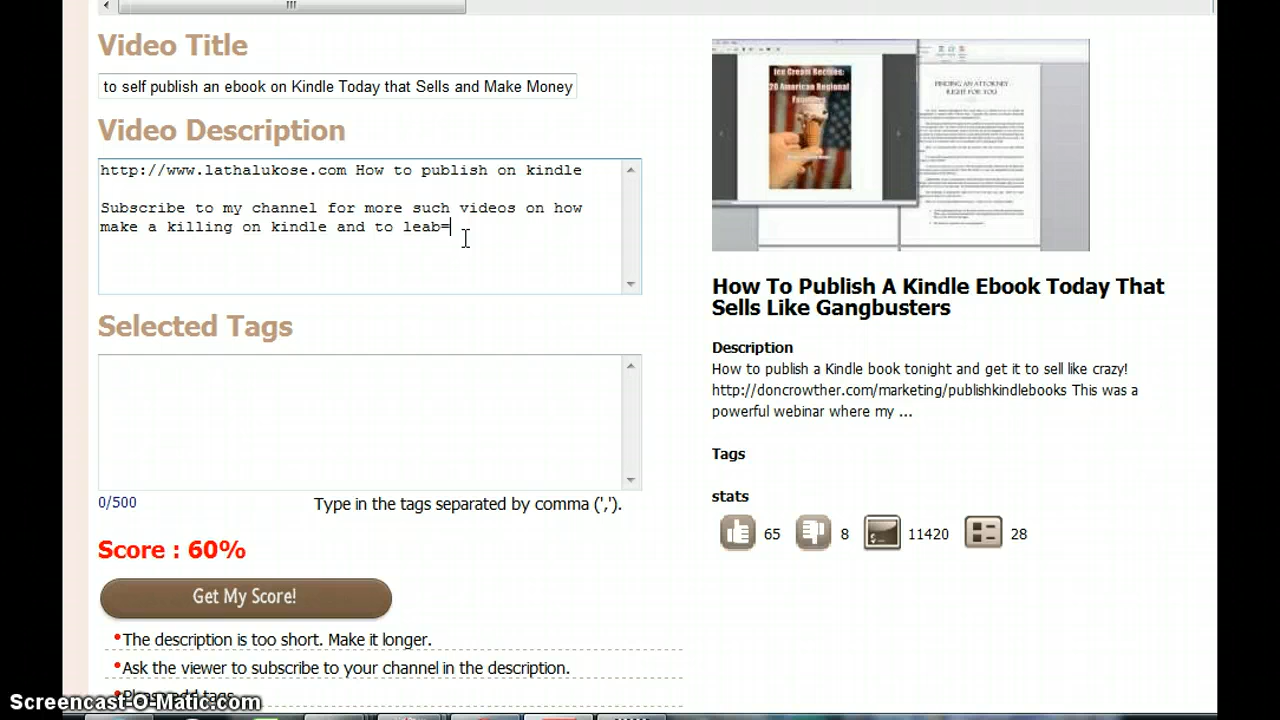 Video Title
to self publish an ebook on Kindle Today that Sells and Make Money
Video Description
http://www.lathalukose.com How to publish on kindle
Subscribe to my channel for more such videos on how
make a killing on kindle and to leab=
Selected Tags
0/500
Type in the tags separated by comma (',').
Score : 60%
Get My Score!
The description is too short. Make it longer.
Ask the viewer to subscribe to your channel in the description.
Please add tags.
Ice Cream Recipes:
20 American Regional
Favorites
FINDING AN ATTORNEY
RIGHT FOR YOU
How To Publish A Kindle Ebook Today That
Sells Like Gangbusters
Description
How to publish a Kindle book tonight and get it to sell like crazy!
http://doncrowther.com/marketing/publishkindlebooks This was a
powerful webinar where my ...
Tags
stats
65 8 11420 28
Screencast-O-Matic.com